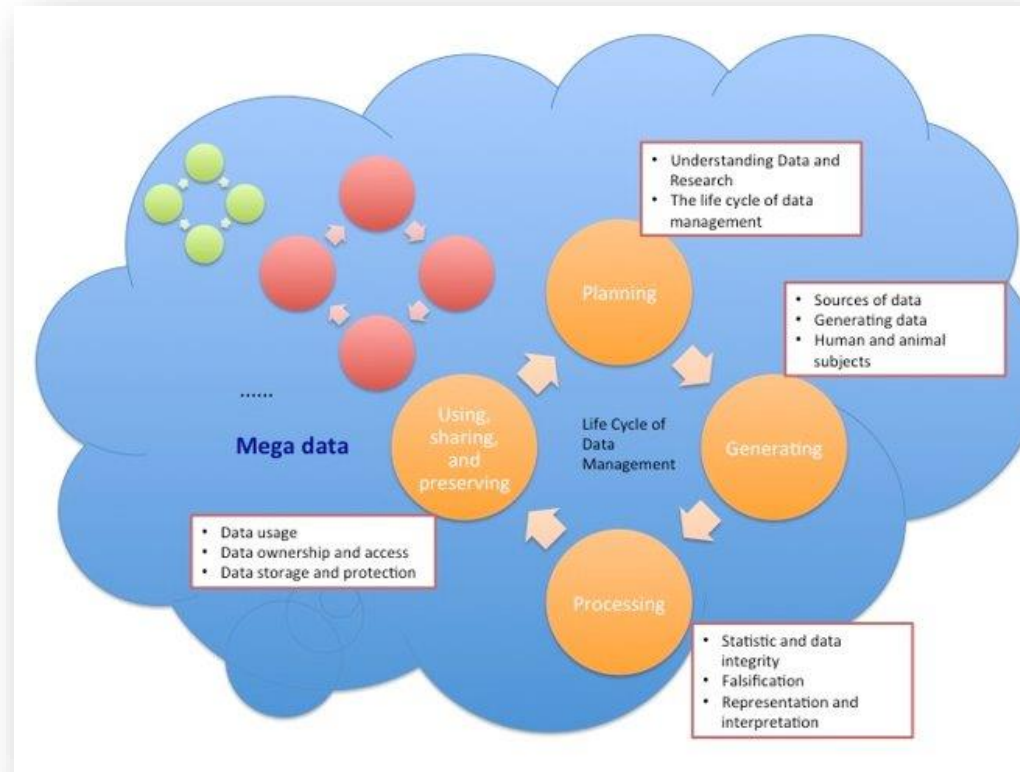 • Understanding Data and
Research
• The life cycle of data
management
Planning
• Sources of data
• Generating data
• Human and animal
subjects
......
Mega data
Using,
sharing,
and
preserving
Life Cycle of
Data
Management
Generating
• Data usage
• Data ownership and access
• Data storage and protection
Processing
• Statistic and data
integrity
• Falsification
• Representation and
interpretation